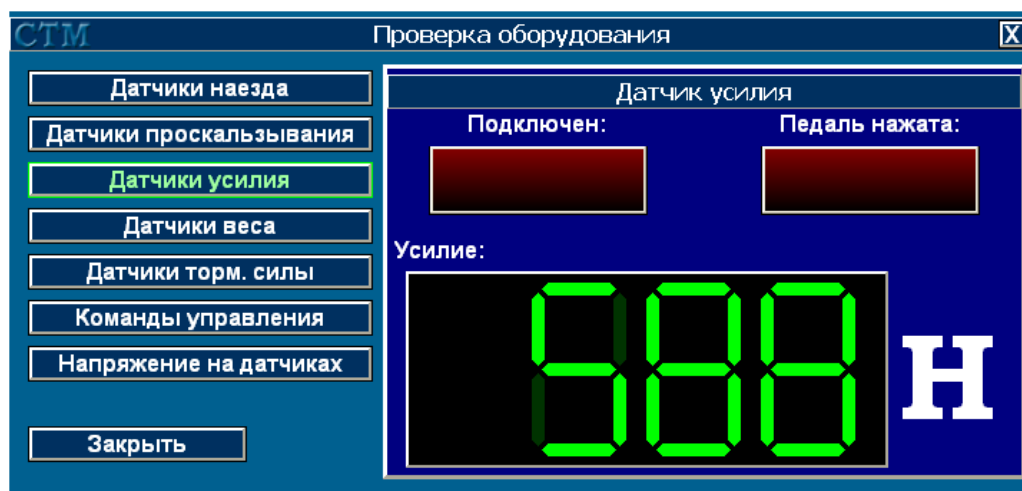 СТМ Проверка оборудования X
Датчики наезда
Датчики проскальзывания
Датчики усилия
Датчики веса
Датчики торм. силы
Команды управления
Напряжение на датчиках
Закрыть
Датчик усилия
Подключен: Педаль нажата:
Усилие:
588 Н